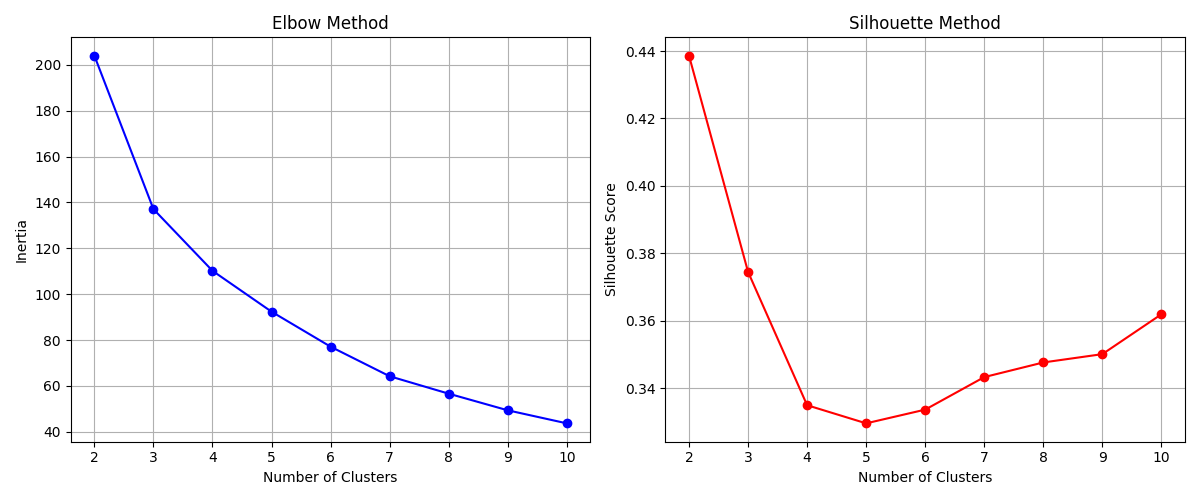 Elbow Method
200
180
160
140
120
100
80
60
40
Inertia
2 3 4 5 6 7 8 9 10
Number of Clusters
Silhouette Method
0.44
0.42
0.40
0.38
0.36
0.34
Silhouette Score
2 3 4 5 6 7 8 9 10
Number of Clusters